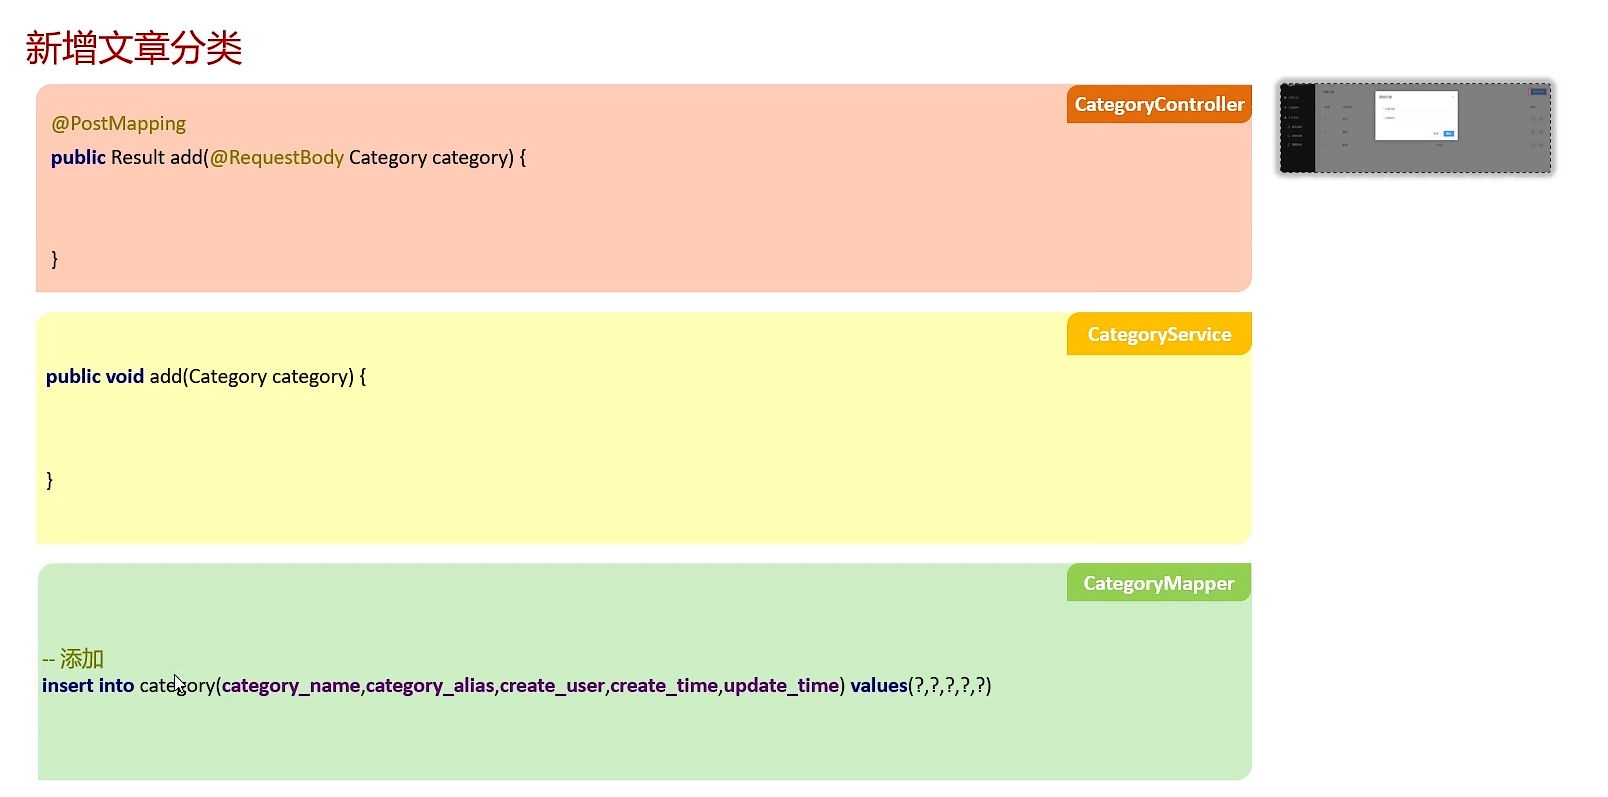 新增文章分类
CategoryController
@PostMapping
public Result add(@RequestBody Category category) {
}
CategoryService
public void add(Category category) {
}
CategoryMapper
-- 添加
insert into category(category_name,category_alias,create_user,create_time,update_time) values(?,?,?,?,?)